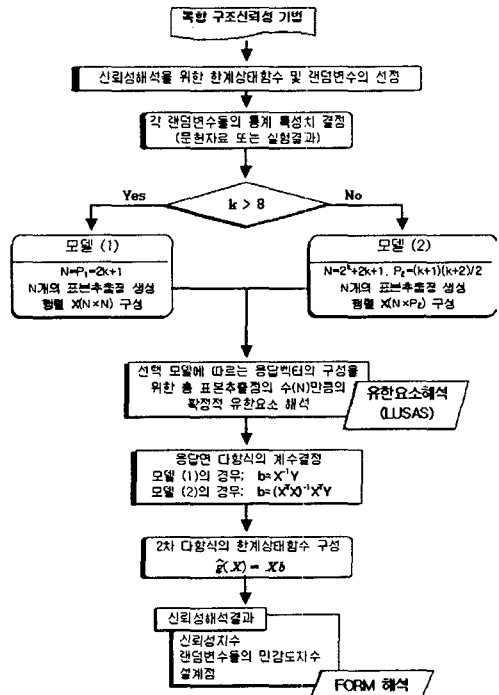 복합 구조신뢰성 기법
신뢰성해석을 위한 한계상태함수 및 랜덤변수의 선정
각 랜덤변수들의 통계 특성치 결정
(문헌자료 또는 실험결과)
Yes
k > 8
No
모델 (1)
N=P₁=2k+1
N개의 표본추출점 생성
행렬 X(N×N) 구성
모델 (2)
N=2ᵏ+2k+1, P₂=(k+1)(k+2)/2
N개의 표본추출점 생성
행렬 X(N×P₂) 구성
선택 모델에 따르는 응답벡터의 구성을
위한 총 표본추출점의 수(N)만큼의
확정적 유한요소 해석
유한요소해석
(LUSAS)
응답면 다항식의 계수결정
모델 (1)의 경우; b=X⁻¹Y
모델 (2)의 경우; b=(XᵀX)⁻¹XᵀY
2차 다항식의 한계상태함수 구성
ĝ(X) = Xb
신뢰성해석결과
신뢰성지수
랜덤변수들의 민감도지수
설계점
FORM 해석